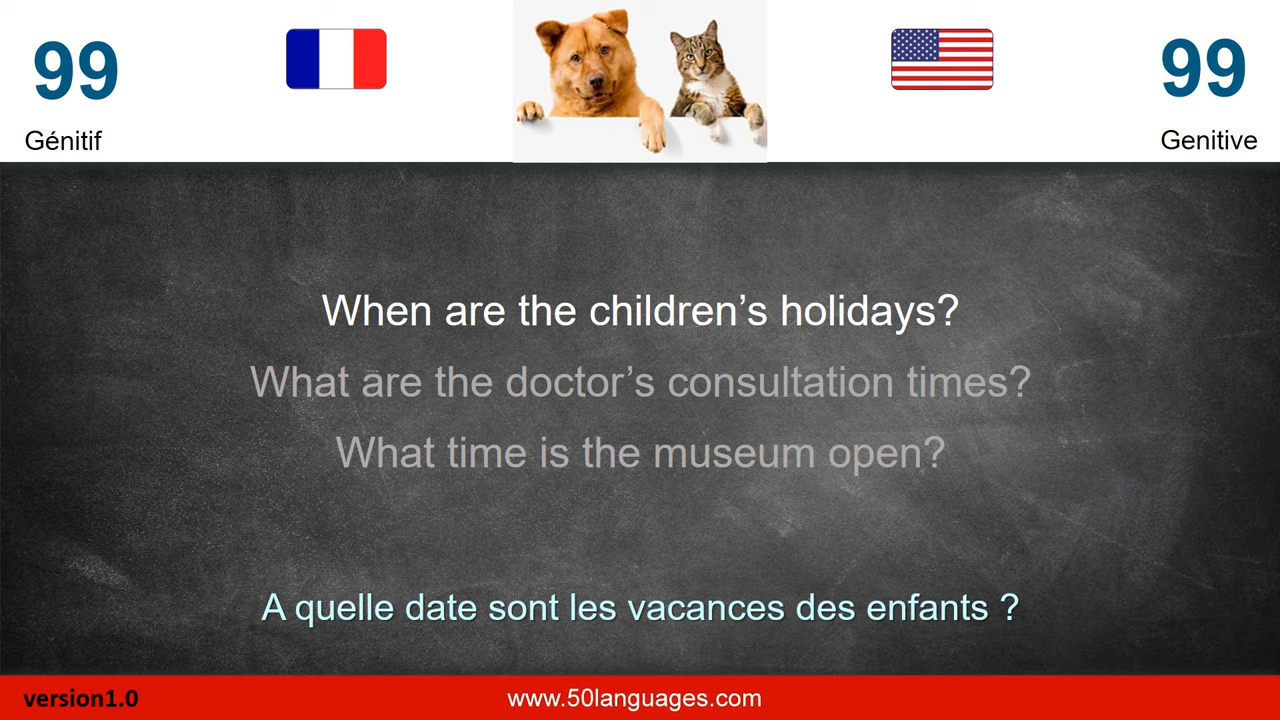 99
99
Génitif
Genitive
When are the children’s holidays?
What are the doctor’s consultation times?
What time is the museum open?
A quelle date sont les vacances des enfants ?
version1.0
www.50languages.com